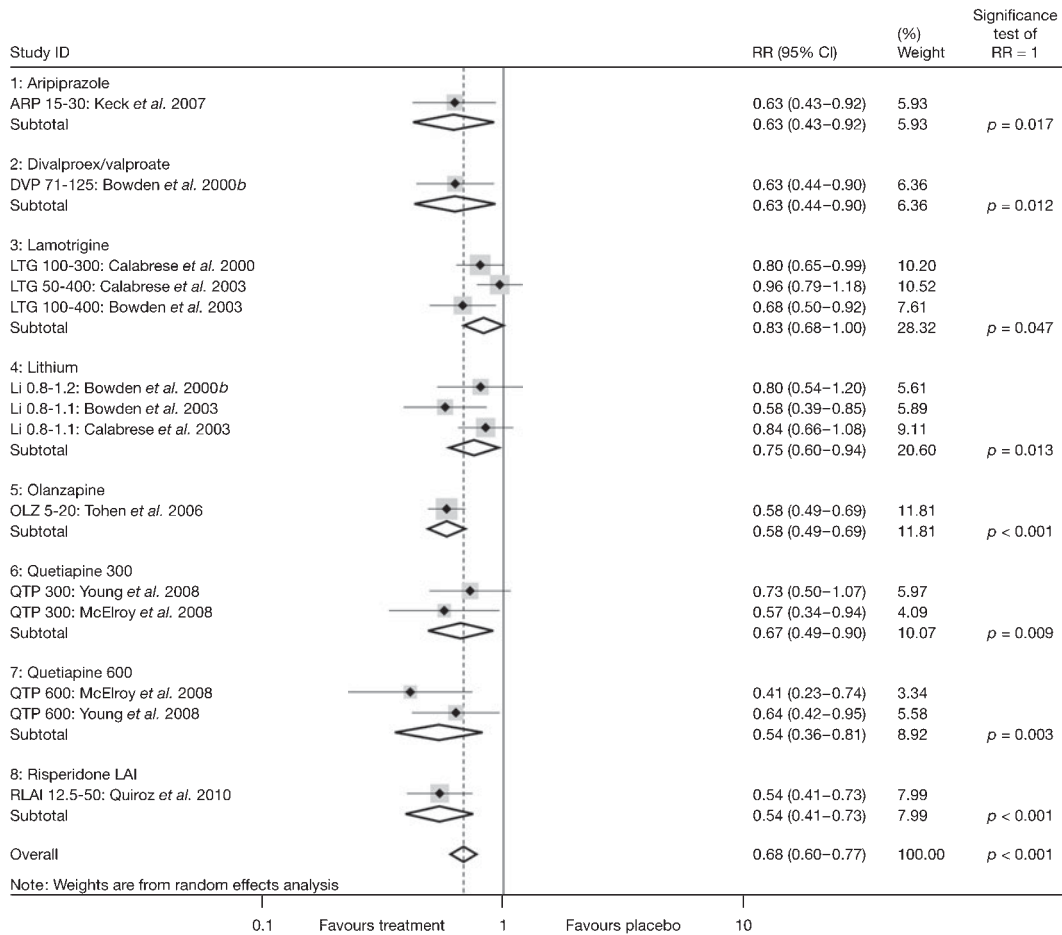 Study ID RR (95% CI) (%) Weight Significance test of RR = 1
1: Aripiprazole
ARP 15-30: Keck et al. 2007 0.63 (0.43–0.92) 5.93
Subtotal 0.63 (0.43–0.92) 5.93 p = 0.017
2: Divalproex/valproate
DVP 71-125: Bowden et al. 2000b 0.63 (0.44–0.90) 6.36
Subtotal 0.63 (0.44–0.90) 6.36 p = 0.012
3: Lamotrigine
LTG 100-300: Calabrese et al. 2000 0.80 (0.65–0.99) 10.20
LTG 50-400: Calabrese et al. 2003 0.96 (0.79–1.18) 10.52
LTG 100-400: Bowden et al. 2003 0.68 (0.50–0.92) 7.61
Subtotal 0.83 (0.68–1.00) 28.32 p = 0.047
4: Lithium
Li 0.8-1.2: Bowden et al. 2000b 0.80 (0.54–1.20) 5.61
Li 0.8-1.1: Bowden et al. 2003 0.58 (0.39–0.85) 5.89
Li 0.8-1.1: Calabrese et al. 2003 0.84 (0.66–1.08) 9.11
Subtotal 0.75 (0.60–0.94) 20.60 p = 0.013
5: Olanzapine
OLZ 5-20: Tohen et al. 2006 0.58 (0.49–0.69) 11.81
Subtotal 0.58 (0.49–0.69) 11.81 p < 0.001
6: Quetiapine 300
QTP 300: Young et al. 2008 0.73 (0.50–1.07) 5.97
QTP 300: McElroy et al. 2008 0.57 (0.34–0.94) 4.09
Subtotal 0.67 (0.49–0.90) 10.07 p = 0.009
7: Quetiapine 600
QTP 600: McElroy et al. 2008 0.41 (0.23–0.74) 3.34
QTP 600: Young et al. 2008 0.64 (0.42–0.95) 5.58
Subtotal 0.54 (0.36–0.81) 8.92 p = 0.003
8: Risperidone LAI
RLAI 12.5-50: Quiroz et al. 2010 0.54 (0.41–0.73) 7.99
Subtotal 0.54 (0.41–0.73) 7.99 p < 0.001
Overall 0.68 (0.60–0.77) 100.00 p < 0.001
Note: Weights are from random effects analysis
0.1 Favours treatment 1 Favours placebo 10